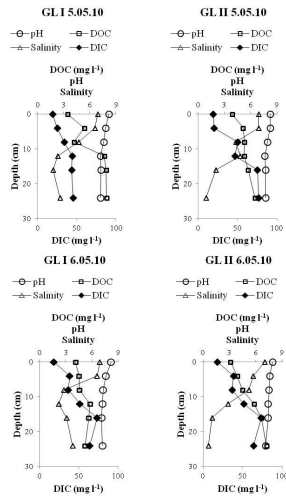 GL I 5.05.10
pH DOC
Salinity DIC
DOC (mg l-1)
pH
Salinity
0 3 6 9
Depth (m)
0
10
20
30
0 50 100
DIC (mg l-1)
GL II 5.05.10
pH DOC
Salinity DIC
DOC (mg l-1)
pH
Salinity
0 3 6 9
Depth (m)
0
10
20
30
0 50 100
DIC (mg l-1)
GL I 6.05.10
pH DOC
Salinity DIC
DOC (mg l-1)
pH
Salinity
0 3 6 9
Depth (m)
0
10
20
30
0 50 100
DIC (mg l-1)
GL II 6.05.10
pH DOC
Salinity DIC
DOC (mg l-1)
pH
Salinity
0 3 6 9
Depth (m)
0
10
20
30
0 50 100
DIC (mg l-1)